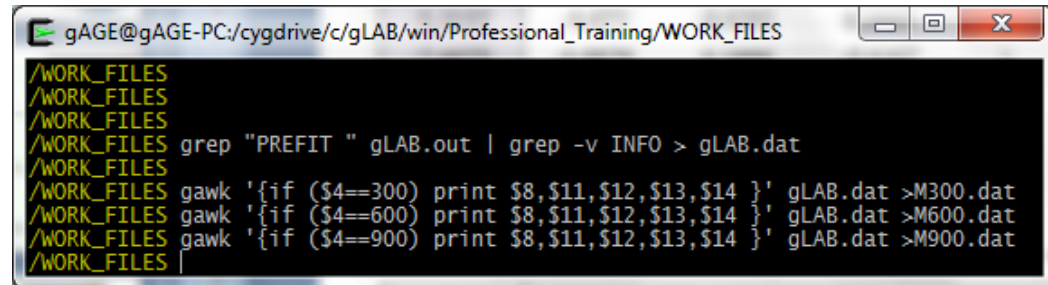 gAGE@gAGE-PC:/cygdrive/c/gLAB/win/Professional_Training/WORK_FILES
/WORK_FILES
/WORK_FILES
/WORK_FILES
/WORK_FILES grep "PREFIT " gLAB.out | grep -v INFO > gLAB.dat
/WORK_FILES
/WORK_FILES gawk '{if ($4==300) print $8,$11,$12,$13,$14 }' gLAB.dat >M300.dat
/WORK_FILES gawk '{if ($4==600) print $8,$11,$12,$13,$14 }' gLAB.dat >M600.dat
/WORK_FILES gawk '{if ($4==900) print $8,$11,$12,$13,$14 }' gLAB.dat >M900.dat
/WORK_FILES